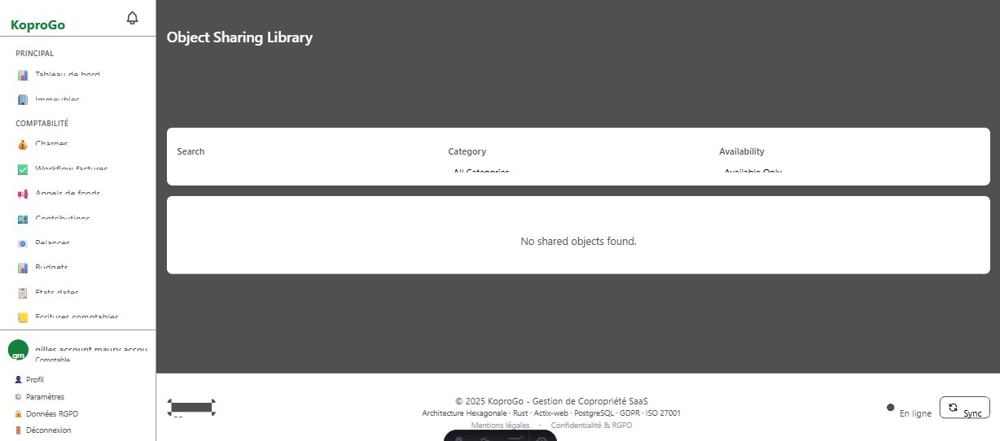 KoproGo
PRINCIPAL
Tableau de bord
Immeubles
COMPTABILITÉ
Charges
Workflow factures
Appels de fonds
Contributions
Relances
Budgets
Etats dates
Ecritures comptables
gm
gilles account maury accou
Comptable
Profil
Paramètres
Données RGPD
Déconnexion
Object Sharing Library
Search
Category
Availability
All Categories
Available Only
No shared objects found.
© 2025 KoproGo - Gestion de Copropriété SaaS
Architecture Hexagonale · Rust · Actix-web · PostgreSQL · GDPR · ISO 27001
Mentions légales · Confidentialité & RGPD
En ligne
Sync